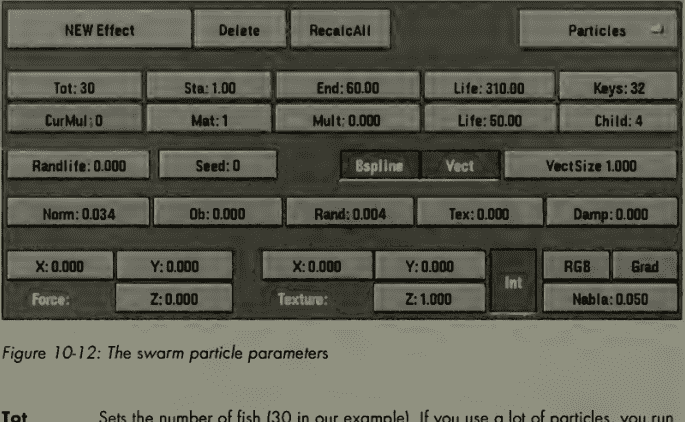 NEW Effect Delete RecalcAll Particles
Tot: 30 Sta: 1.00 End: 60.00 Life: 310.00 Keys: 32
CurMul: 0 Mat: 1 Mult: 0.000 Life: 50.00 Child: 4
Randlife: 0.000 Seed: 0 Bspline Vect VectSize 1.000
Norm: 0.034 Ob: 0.000 Rand: 0.004 Tex: 0.000 Damp: 0.000
X: 0.000 Y: 0.000 X: 0.000 Y: 0.000 Int RGB Grad
Force: Z: 0.000 Texture: Z: 1.000 Nabla: 0.050
Figure 10-12: The swarm particle parameters
Tot Sets the number of fish (30 in our example). If you use a lot of particles, you run